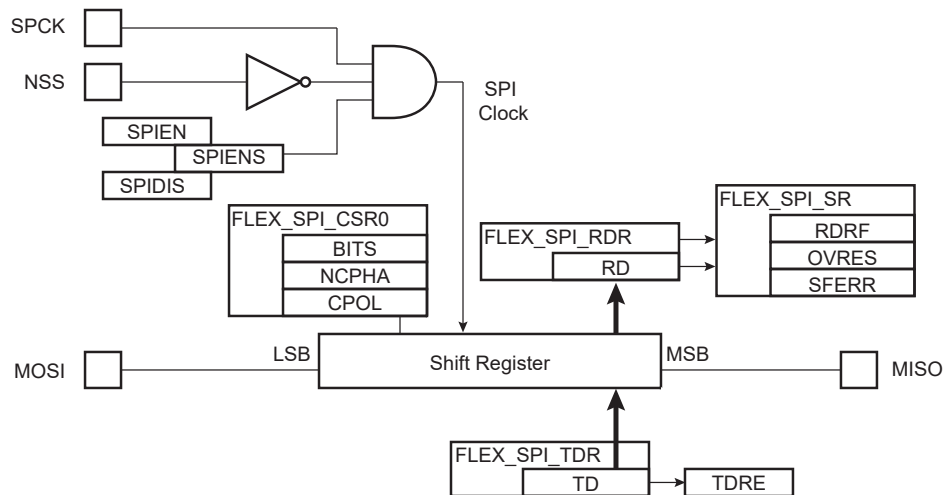 SPCK
NSS
SPI
Clock
SPIEN
SPIENS
SPIDIS
FLEX_SPI_CSR0
BITS
NCPHA
CPOL
FLEX_SPI_RDR
RD
FLEX_SPI_SR
RDRF
OVRES
SFERR
MOSI
LSB
Shift Register
MSB
MISO
FLEX_SPI_TDR
TD
TDRE